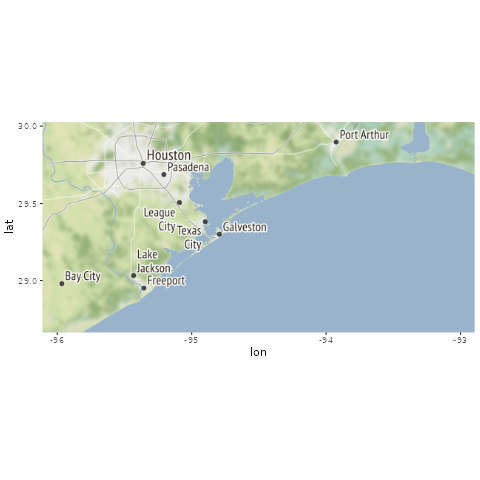 30.0
Port Arthur
Houston
Pasadena
29.5
League
City
Texas
City
Galveston
Lake
Jackson
Bay City
Freeport
29.0
-96
-95
-94
-93
lon
lat